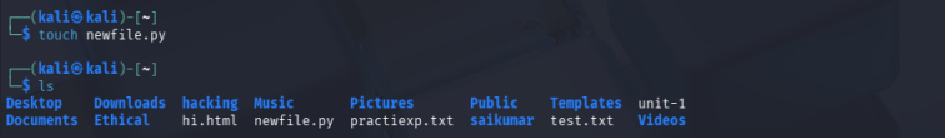 ┌──(kali㉿kali)-[~]
└─$ touch newfile.py
┌──(kali㉿kali)-[~]
└─$ ls
Desktop Downloads hacking Music Pictures Public Templates unit-1
Documents Ethical hi.html newfile.py practiexp.txt saikumar test.txt Videos